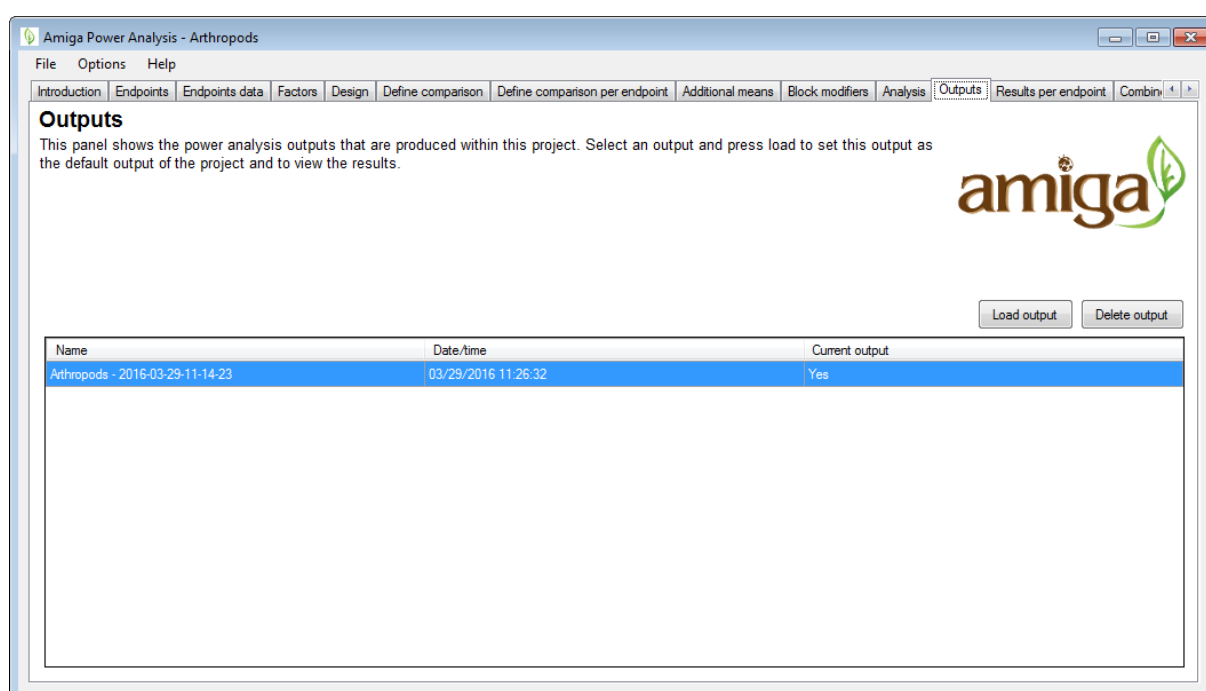 Amiga Power Analysis - Arthropods
File Options Help
Introduction Endpoints Endpoints data Factors Design Define comparison Define comparison per endpoint Additional means Block modifiers Analysis Outputs Results per endpoint Combin
Outputs
This panel shows the power analysis outputs that are produced within this project. Select an output and press load to set this output as
the default output of the project and to view the results.
amiga
Load output Delete output
Name Date/time Current output
Arthropods - 2016-03-29-11-14-23 03/29/2016 11:26:32 Yes